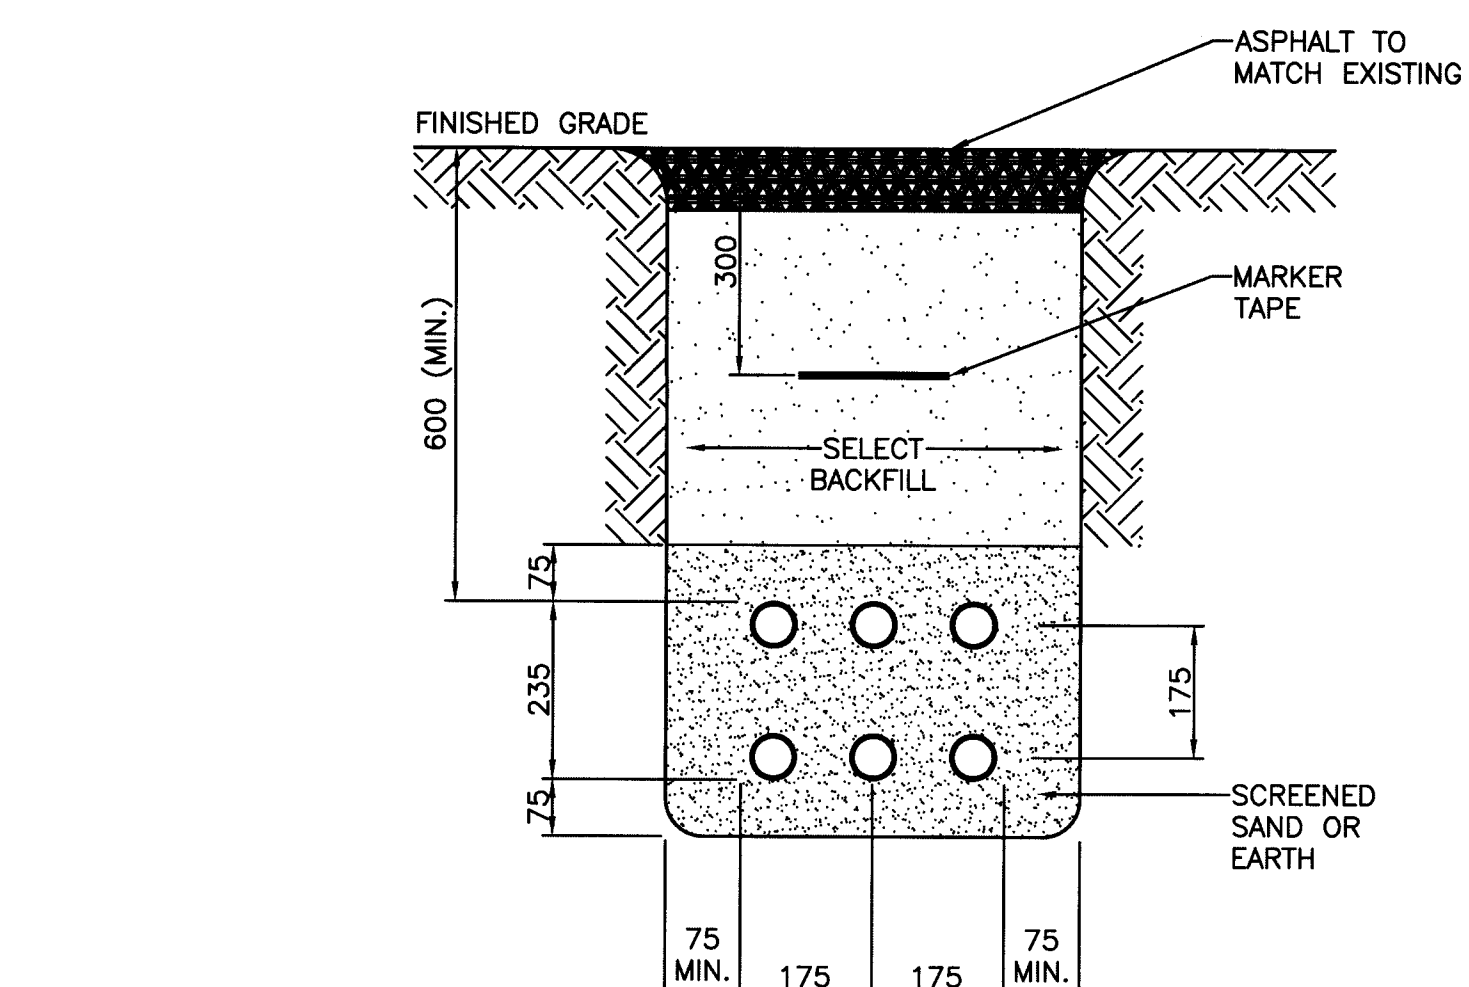 ASPHALT TO
MATCH EXISTING
FINISHED GRADE
300
MARKER
TAPE
600 (MIN.)
SELECT
BACKFILL
75
235
175
75
SCREENED
SAND OR
EARTH
75
MIN.
175
175
75
MIN.